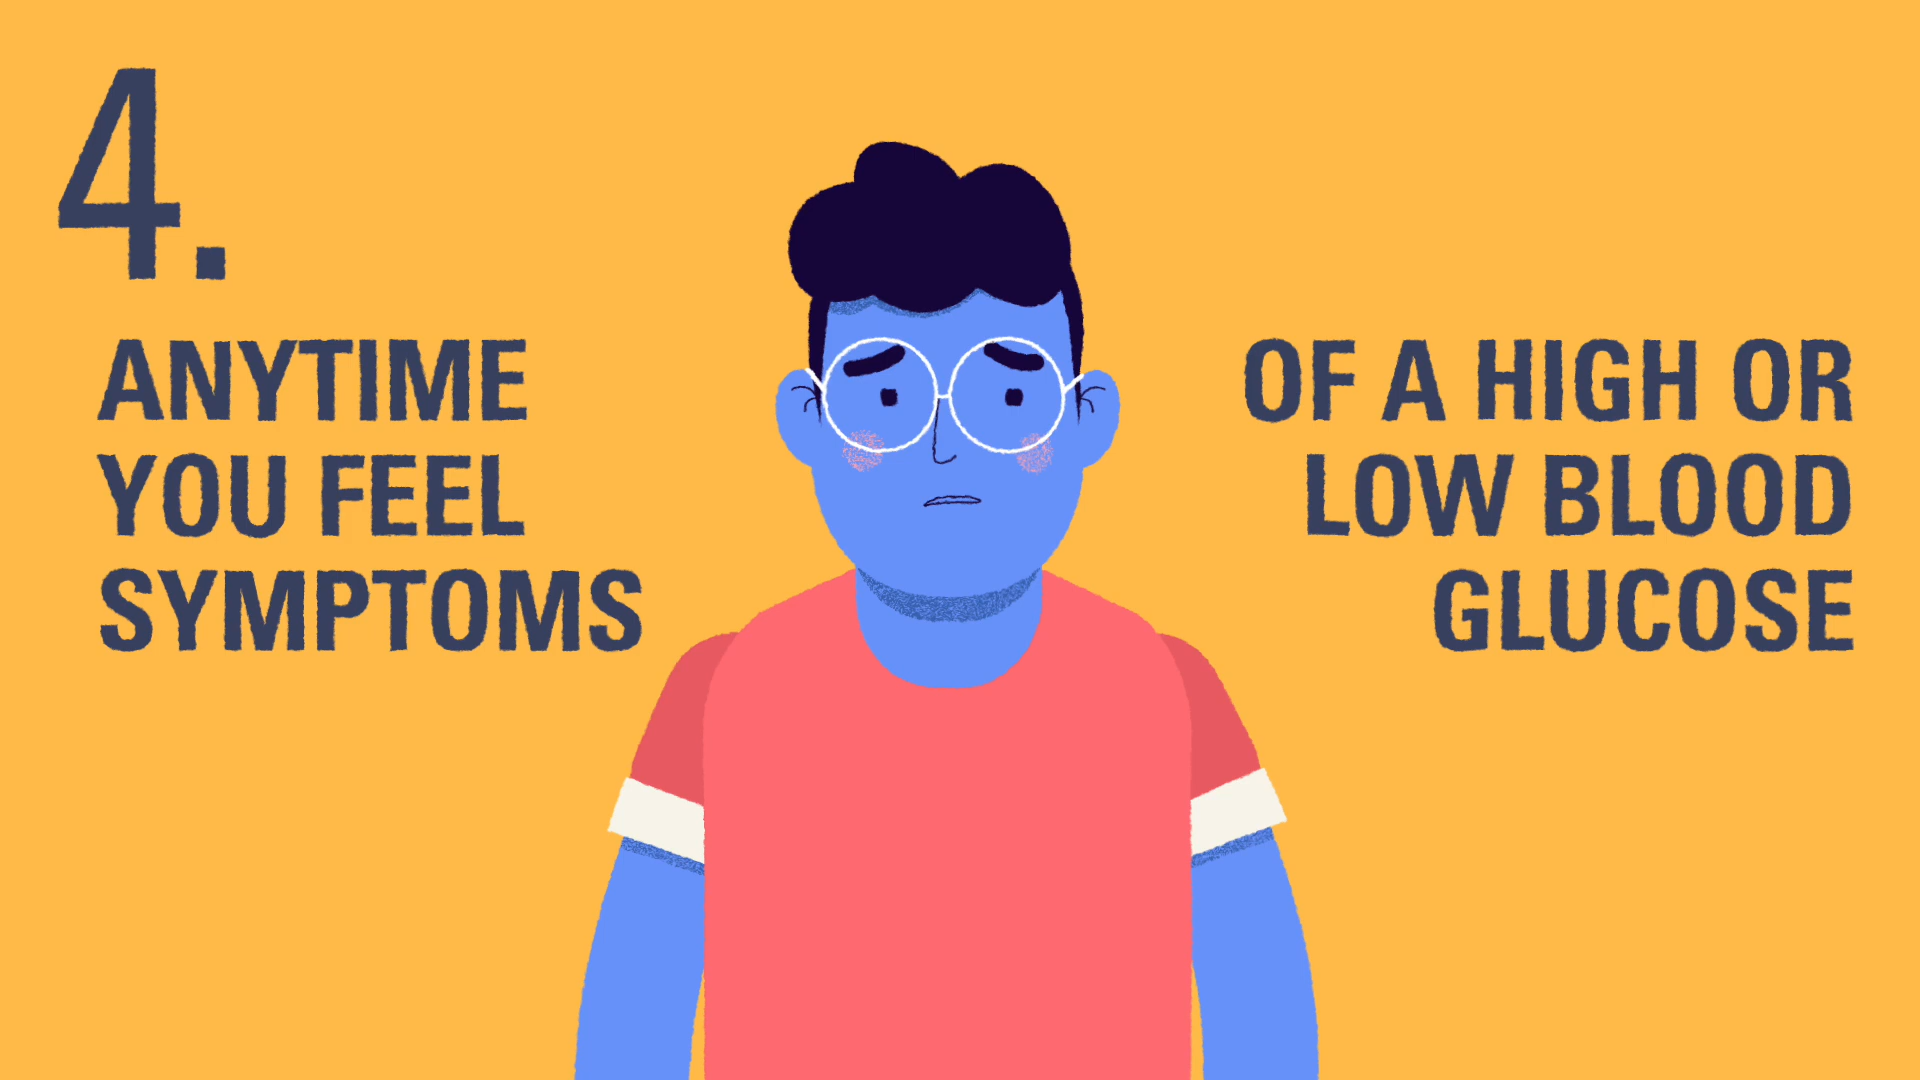 4.
ANYTIME
YOU FEEL
SYMPTOMS
OF A HIGH OR
LOW BLOOD
GLUCOSE